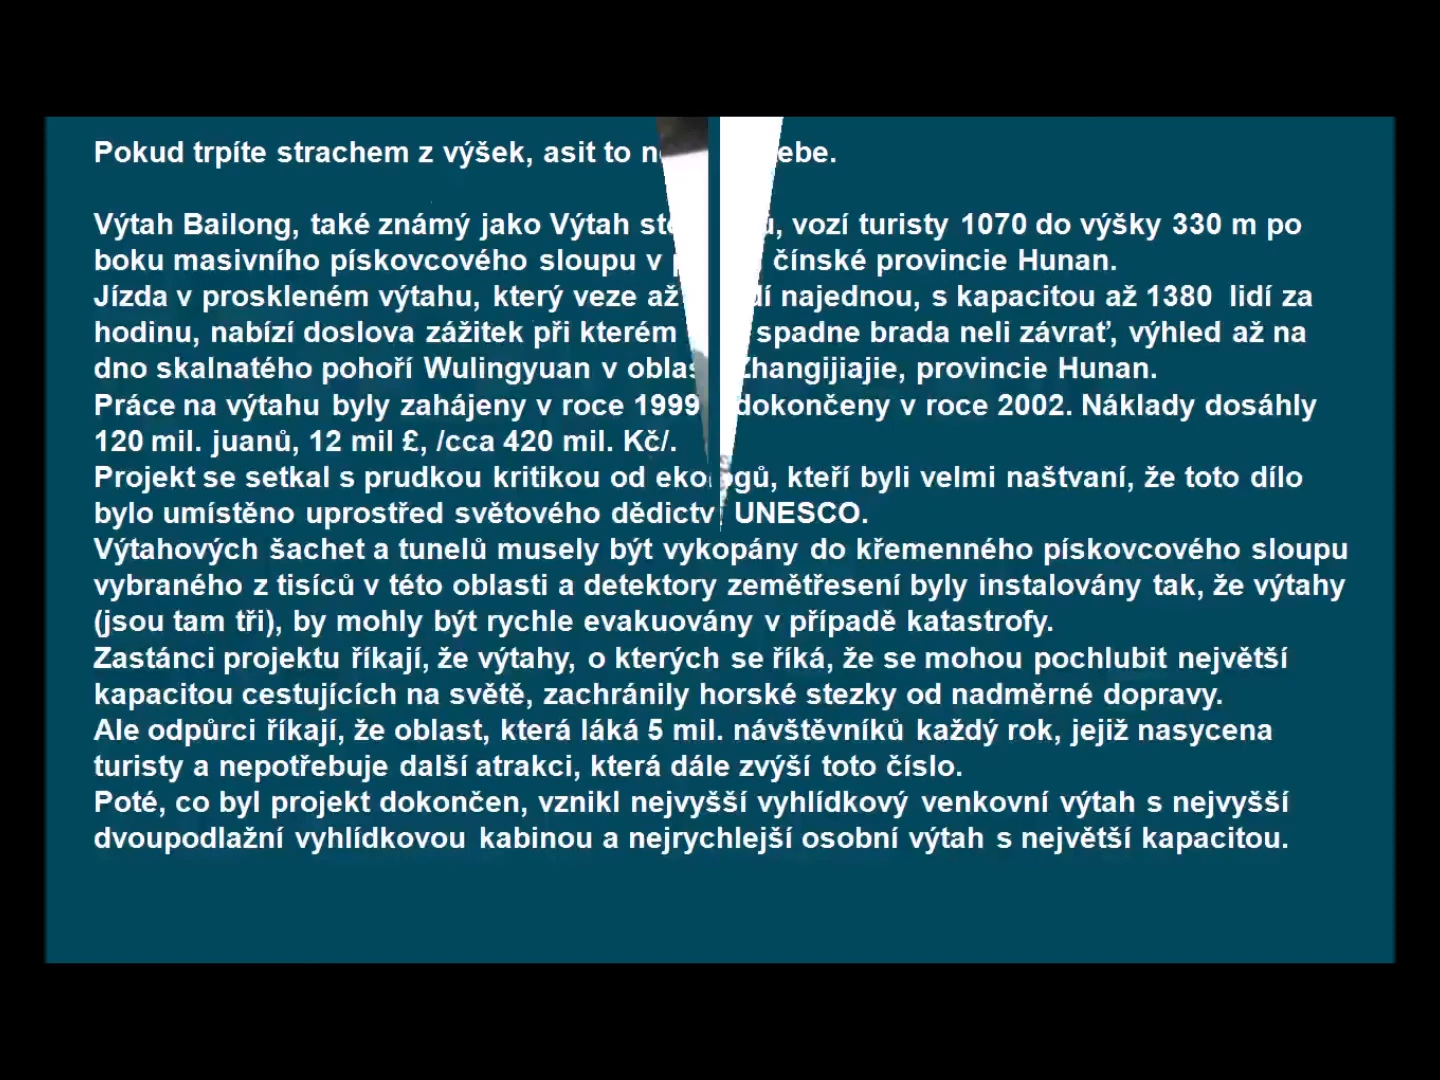 Pokud trpíte strachem z výšek, asit to
Výtah Bailong, také známý jako Výtah vozí turisty 1070 do výšky 330 m po
boku masivního pískovcového sloupu v čínské provincie Hunan.
Jízda v proskleném výtahu, který veze až najednou, s kapacitou až 1380 lidí za
hodinu, nabízí doslova zážitek při kterém spadne brada neli závrať, výhled až na
dno skalnatého pohoří Wulingyuan v Zhangijiajie, provincie Hunan.
Práce na výtahu byly zahájeny v roce 1999 dokončeny v roce 2002. Náklady dosáhly
120 mil. juanů, 12 mil £, /cca 420 mil. Kč/.
Projekt se setkal s prudkou kritikou od ekologů, kteří byli velmi naštvaní, že toto dílo
bylo umístěno uprostřed světového dědictví UNESCO.
Výtahových šachet a tunelů musely být vykopány do křemenného pískovcového sloupu
vybraného z tisíců v této oblasti a detektory zemětřesení byly instalovány tak, že výtahy
(jsou tam tři), by mohly být rychle evakuovány v případě katastrofy.
Zastánci projektu říkají, že výtahy, o kterých se říká, že se mohou pochlubit největší
kapacitou cestujících na světě, zachránily horské stezky od nadměrné dopravy.
Ale odpůrci říkají, že oblast, která láká 5 mil. návštěvníků každý rok, jejiž nasycena
turisty a nepotřebuje další atrakci, která dále zvýší toto číslo.
Poté, co byl projekt dokončen, vznikl nejvyšší vyhlídkový venkovní výtah s nejvyšší
dvoupodlažní vyhlídkovou kabinou a nejrychlejší osobní výtah s největší kapacitou.